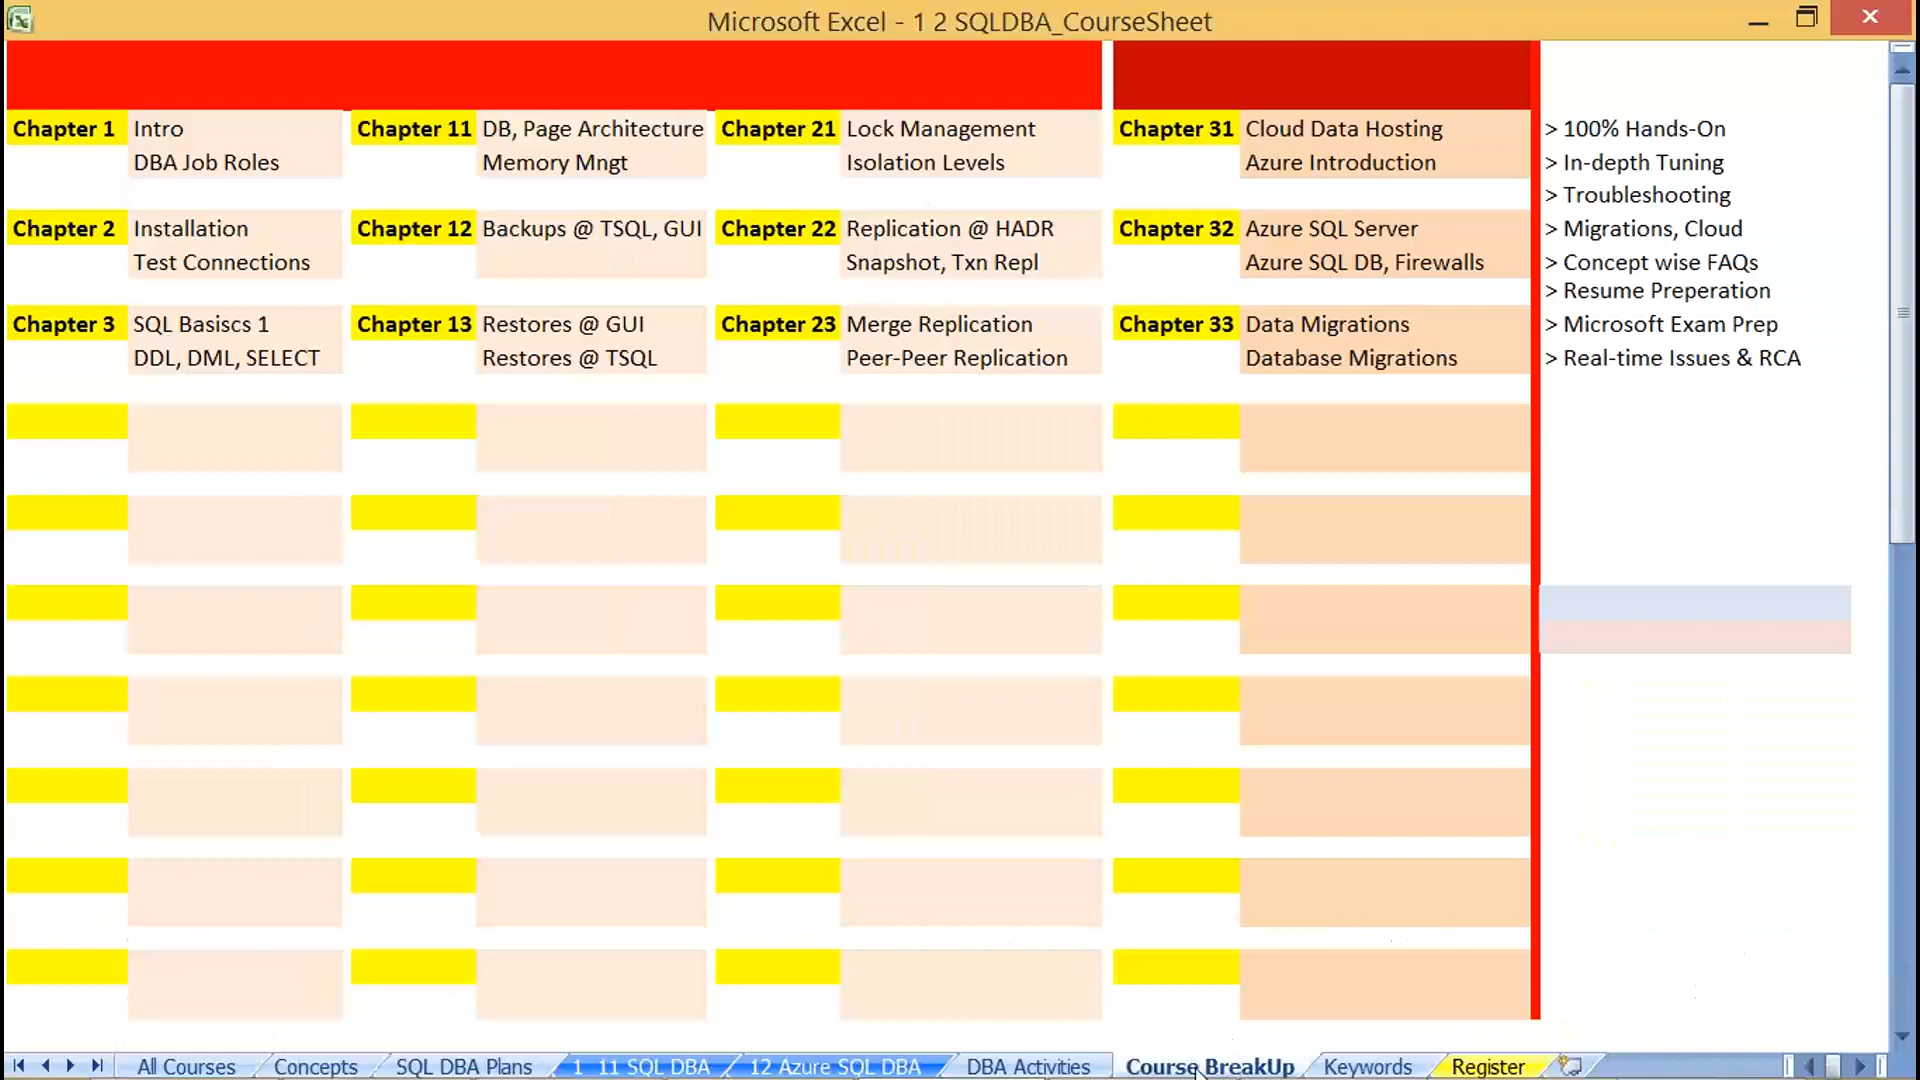 Microsoft Excel - 1 2 SQLDBA_CourseSheet
Chapter 1 Intro
DBA Job Roles
Chapter 2 Installation
Test Connections
Chapter 3 SQL Basiscs 1
DDL, DML, SELECT
Chapter 11 DB, Page Architecture
Memory Mngt
Chapter 12 Backups @ TSQL, GUI
Chapter 13 Restores @ GUI
Restores @ TSQL
Chapter 21 Lock Management
Isolation Levels
Chapter 22 Replication @ HADR
Snapshot, Txn Repl
Chapter 23 Merge Replication
Peer-Peer Replication
Chapter 31 Cloud Data Hosting
Azure Introduction
Chapter 32 Azure SQL Server
Azure SQL DB, Firewalls
Chapter 33 Data Migrations
Database Migrations
> 100% Hands-On
> In-depth Tuning
> Troubleshooting
> Migrations, Cloud
> Concept wise FAQs
> Resume Preperation
> Microsoft Exam Prep
> Real-time Issues & RCA
All Courses Concepts SQL DBA Plans 1 11 SQL DBA 12 Azure SQL DBA DBA Activities Course BreakUp Keywords Register